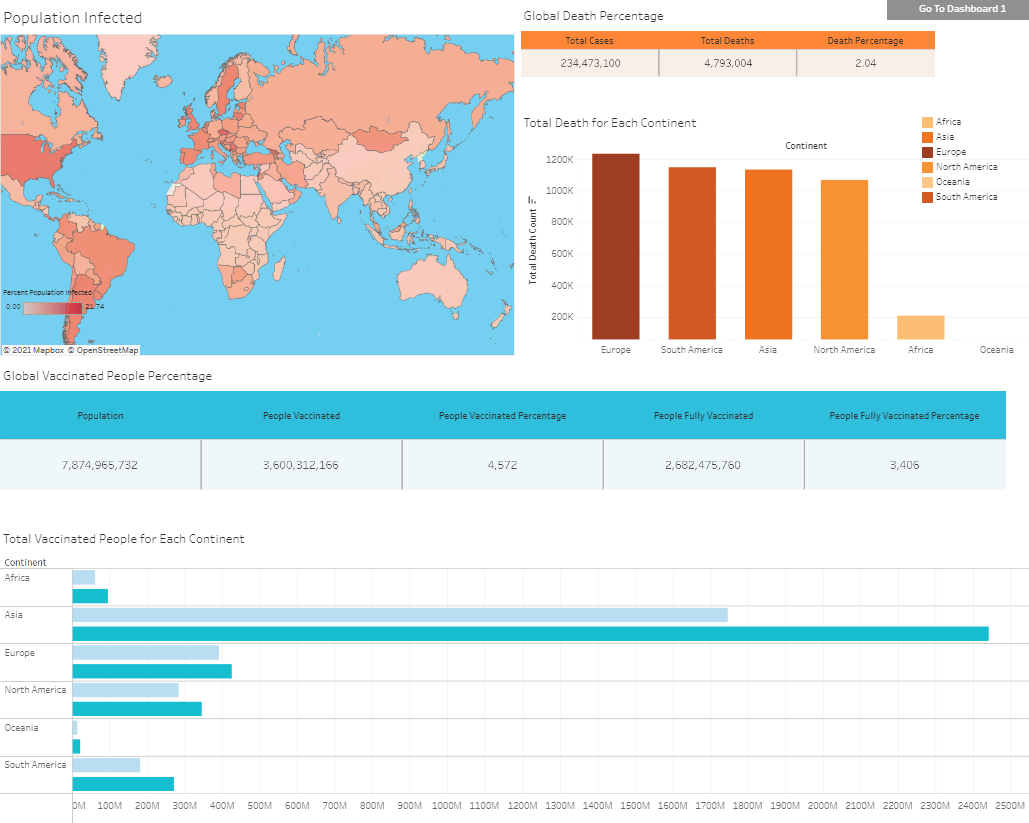 Population Infected
Percent Population Infected
0.00 21.74
© 2021 Mapbox © OpenStreetMap
Go To Dashboard 1
Global Death Percentage
Total Cases Total Deaths Death Percentage
234,473,100 4,793,004 2.04
Total Death for Each Continent
Africa
Asia
Europe
North America
Oceania
South America
Continent
Total Death Count
1200K
1000K
800K
600K
400K
200K
Europe South America Asia North America Africa Oceania
Global Vaccinated People Percentage
Population People Vaccinated People Vaccinated Percentage People Fully Vaccinated People Fully Vaccinated Percentage
7,874,965,732 3,600,312,166 4,572 2,682,475,760 3,406
Total Vaccinated People for Each Continent
Continent
Africa
Asia
Europe
North America
Oceania
South America
0M 100M 200M 300M 400M 500M 600M 700M 800M 900M 1000M 1100M 1200M 1300M 1400M 1500M 1600M 1700M 1800M 1900M 2000M 2100M 2200M 2300M 2400M 2500M